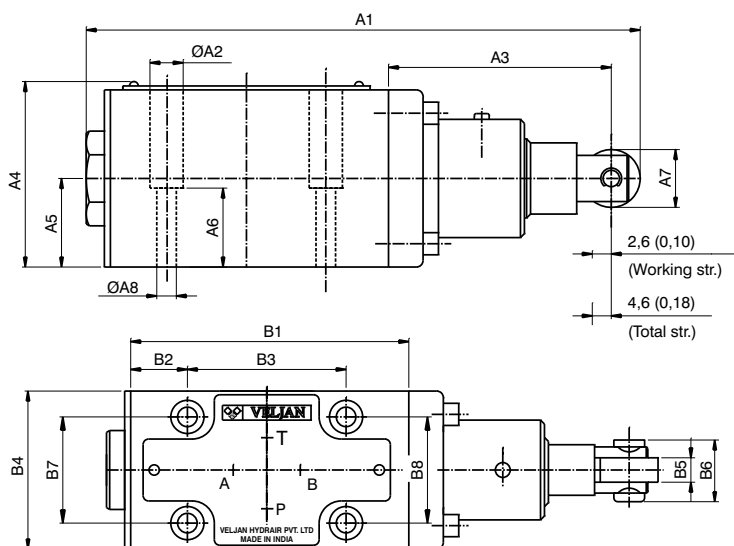 A1
ØA2
A3
A4
A5
A6
A7
2,6 (0,10)
(Working str.)
ØA8
4,6 (0,18)
(Total str.)
B1
B2
B3
VELJAN
B4
B7
T
A
B
P
B8
B5
B6
VELJAN HYDRAIR PVT. LTD
MADE IN INDIA